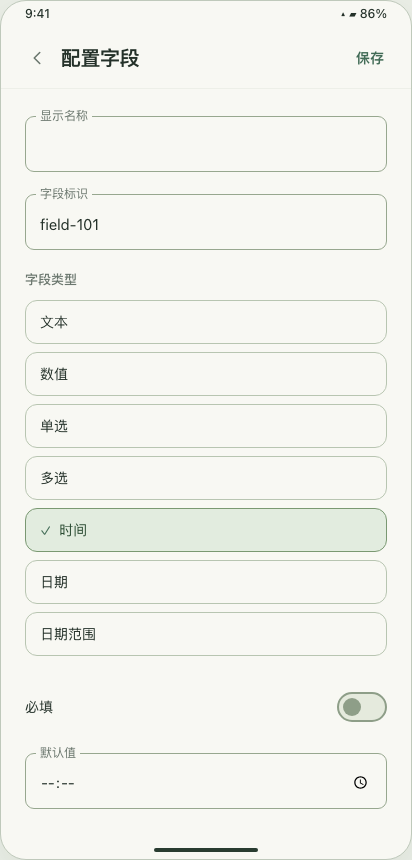 9:41
86%
配置字段
保存
显示名称
字段标识
field-101
字段类型
文本
数值
单选
多选
✓ 时间
日期
日期范围
必填
默认值
--:--